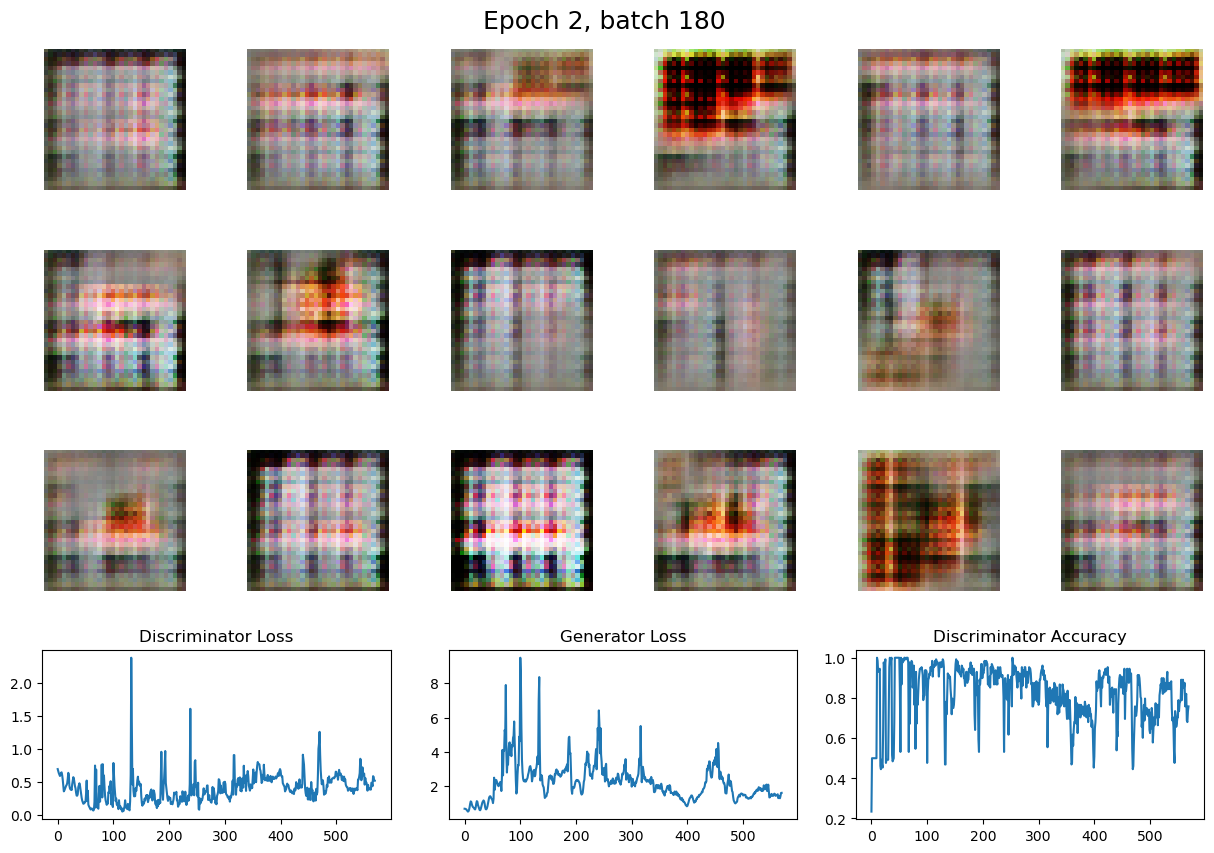 Epoch 2, batch 180
Discriminator Loss
Generator Loss
Discriminator Accuracy
2.0
1.5
1.0
0.5
0.0
0 100 200 300 400 500
8
6
4
2
0 100 200 300 400 500
1.0
0.8
0.6
0.4
0.2
0 100 200 300 400 500